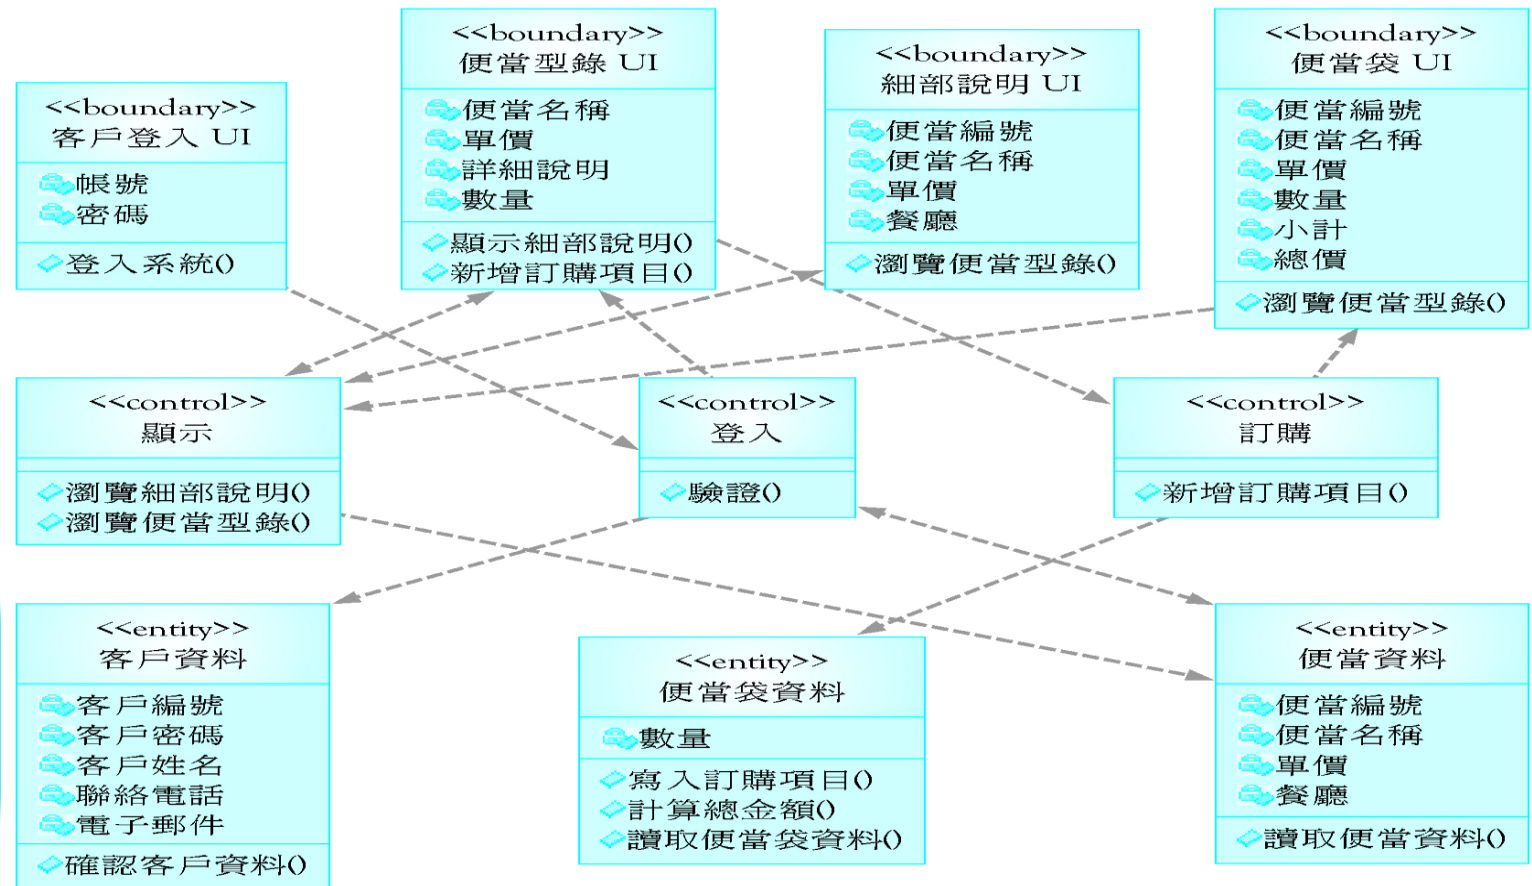 <<boundary>>
客戶登入 UI
帳號
密碼
登入系統()
<<boundary>>
便當型錄 UI
便當名稱
單價
詳細說明
數量
顯示細部說明()
新增訂購項目()
<<boundary>>
細部說明 UI
便當編號
便當名稱
單價
餐廳
瀏覽便當型錄()
<<boundary>>
便當袋 UI
便當編號
便當名稱
單價
數量
小計
總價
瀏覽便當型錄()
<<control>>
顯示
瀏覽細部說明()
瀏覽便當型錄()
<<control>>
登入
驗證()
<<control>>
訂購
新增訂購項目()
<<entity>>
客戶資料
客戶編號
客戶密碼
客戶姓名
聯絡電話
電子郵件
確認客戶資料()
<<entity>>
便當袋資料
數量
寫入訂購項目()
計算總金額()
讀取便當袋資料()
<<entity>>
便當資料
便當編號
便當名稱
單價
餐廳
讀取便當資料()